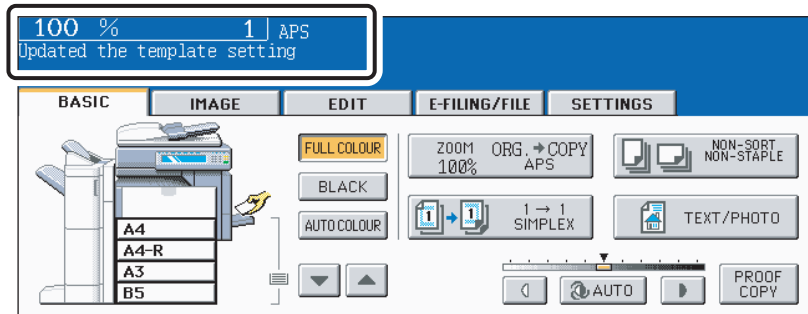 100 % 1 APS
Updated the template setting
BASIC IMAGE EDIT E-FILING/FILE SETTINGS
FULL COLOUR
BLACK
AUTO COLOUR
ZOOM ORG. → COPY
100% APS
NON-SORT
NON-STAPLE
1 → 1 1 → 1
SIMPLEX
TEXT/PHOTO
A4
A4-R
A3
B5
AUTO
PROOF
COPY